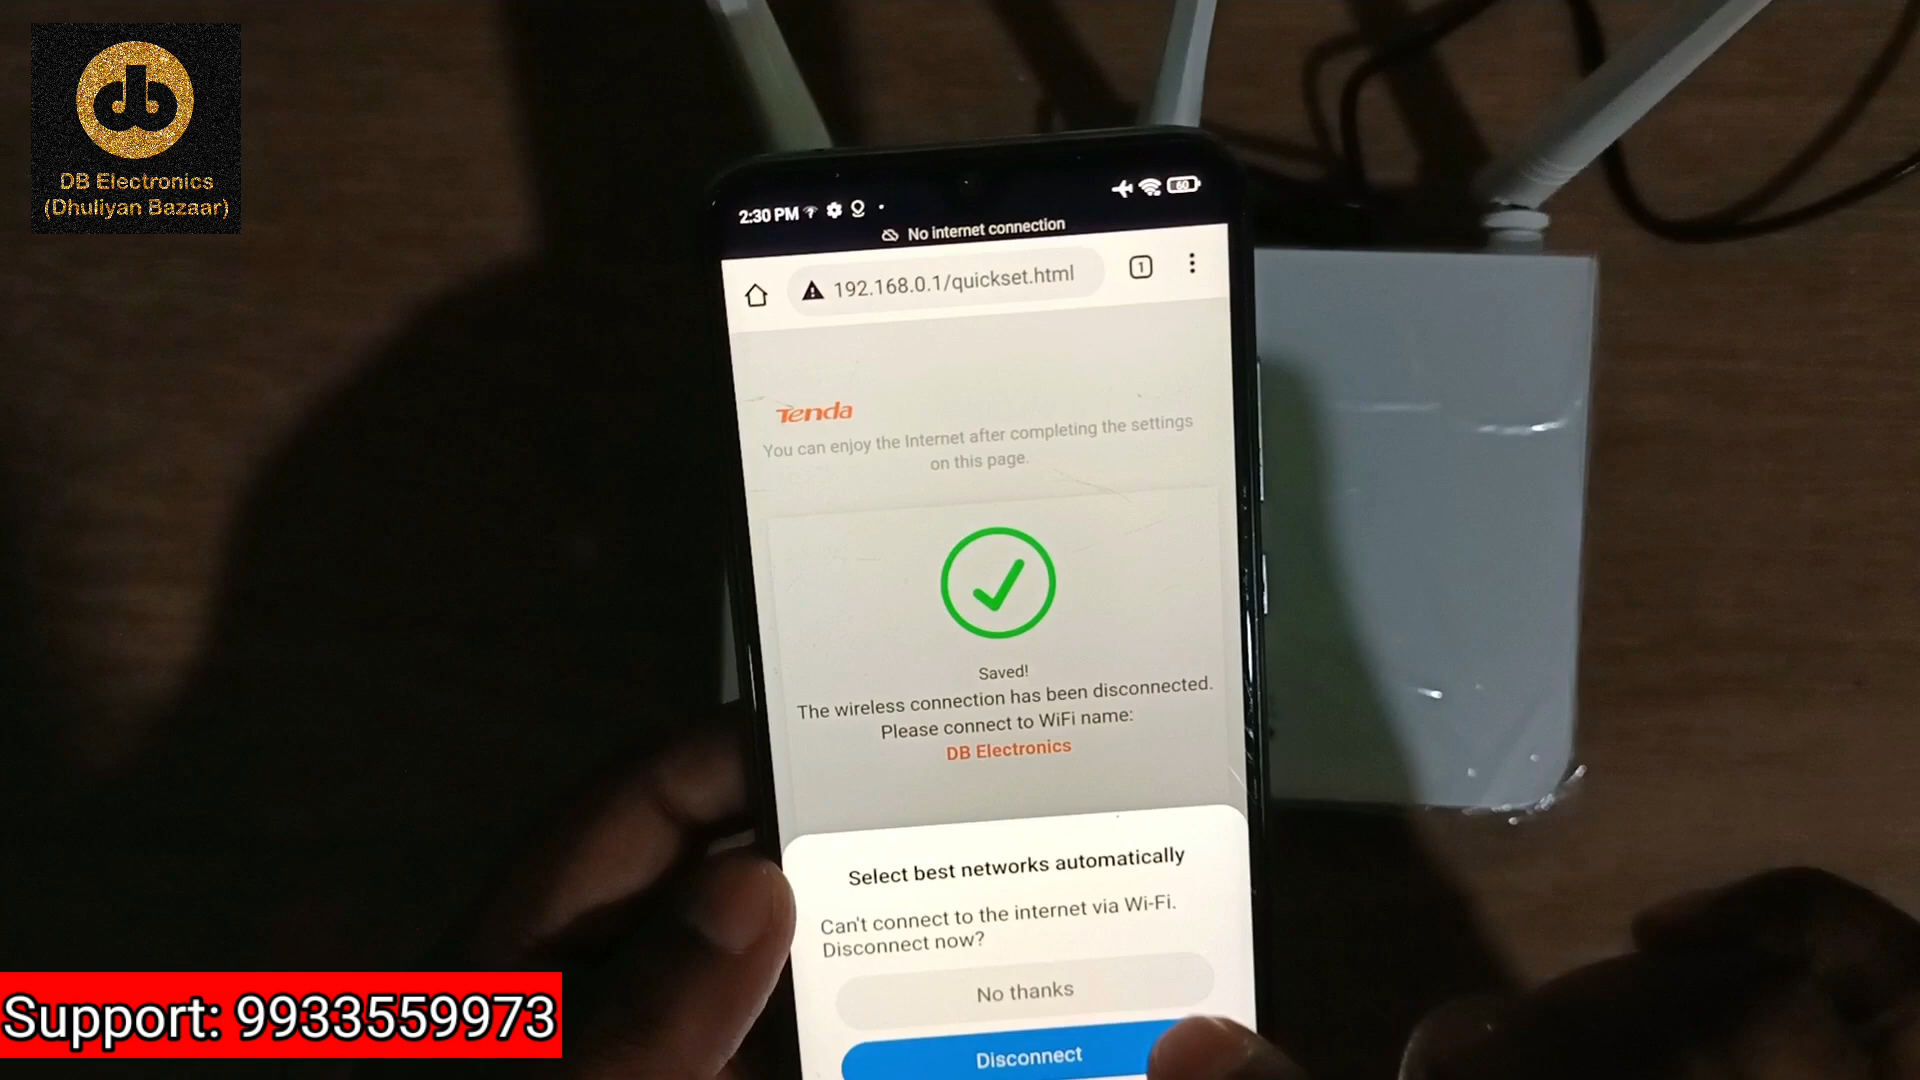 DB Electronics
(Dhuliyan Bazaar)
2:30 PM
60
No internet connection
192.168.0.1/quickset.html
1
Tenda
You can enjoy the Internet after completing the settings
on this page.
Saved!
The wireless connection has been disconnected.
Please connect to WiFi name:
DB Electronics
Select best networks automatically
Can't connect to the internet via Wi-Fi.
Disconnect now?
No thanks
Disconnect
Support: 9933559973